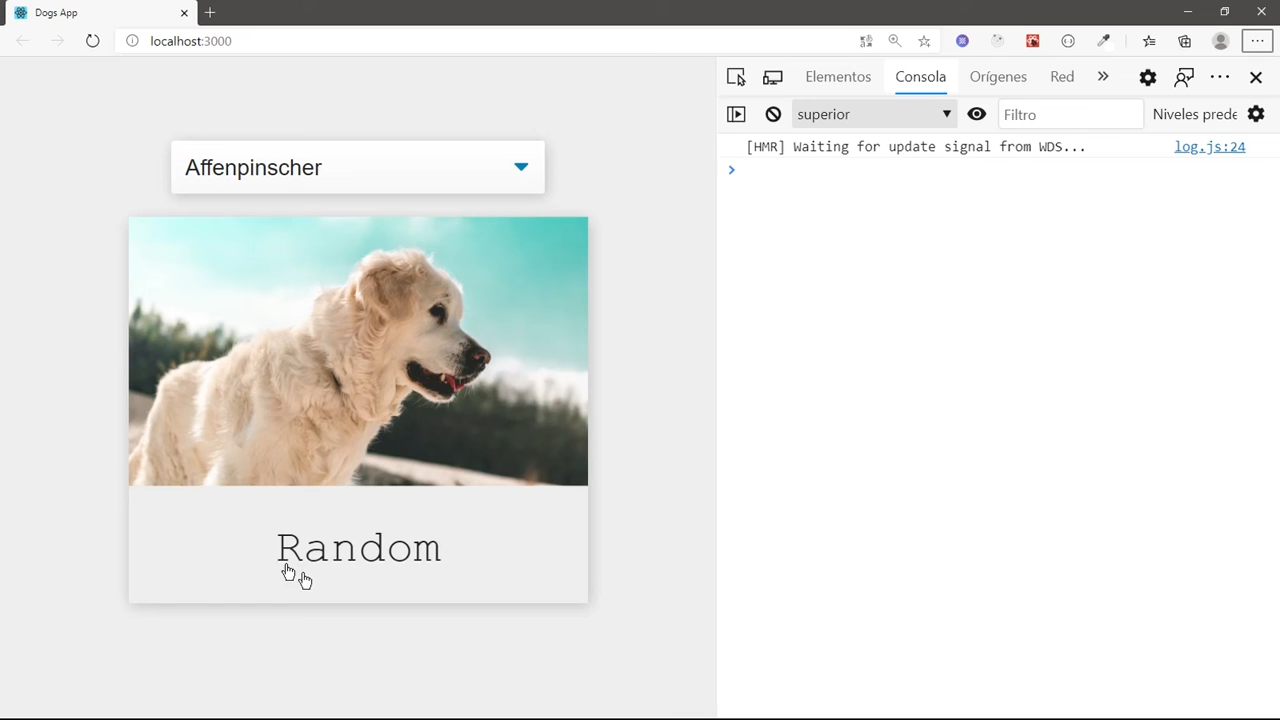 Dogs App
localhost:3000
Elementos Consola Orígenes Red
superior Filtro Niveles prede
[HMR] Waiting for update signal from WDS... log.js:24
Affenpinscher
Random